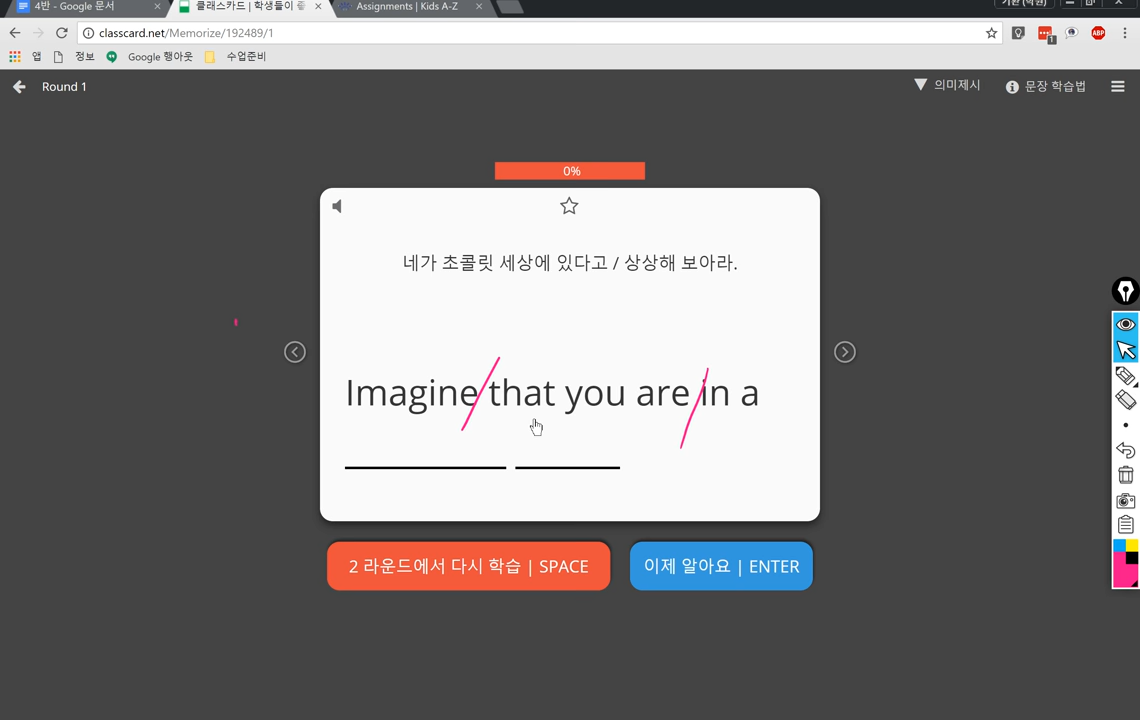 4반 - Google 문서
클래스카드 | 학생들이 좋
Assignments | Kids A-Z
classcard.net/Memorize/192489/1
앱
정보
Google 행아웃
수업준비
1
ABP
Round 1
의미제시
문장 학습법
0%
네가 초콜릿 세상에 있다고 / 상상해 보아라.
Imagine that you are in a
2 라운드에서 다시 학습 | SPACE
이제 알아요 | ENTER